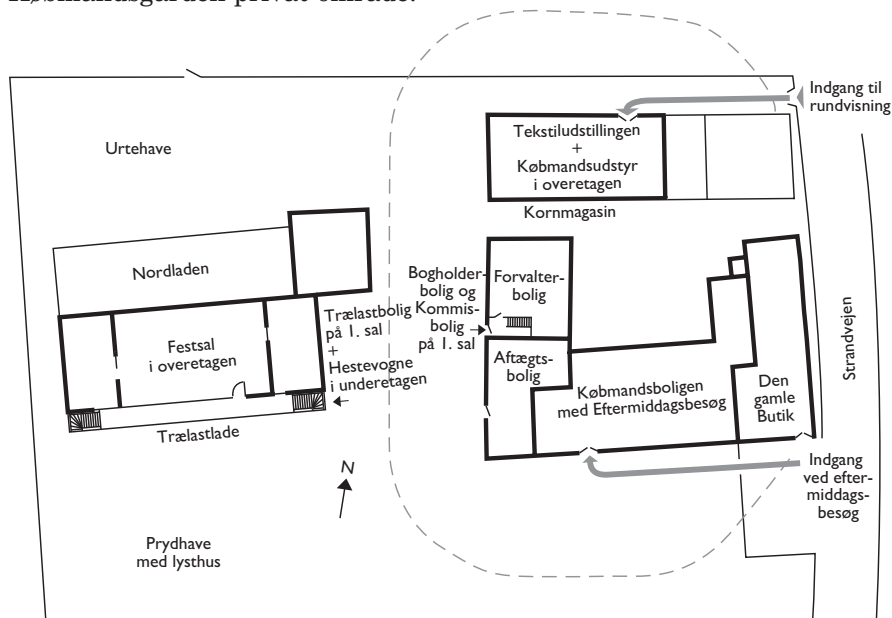 Købmandsgården privat område.
Indgang til
rundvisning
Urtehave
Tekstiludstillingen
+
Købmandsudstyr
i overetagen
Kornmagasin
Nordladen
Bogholder-
bolig og
Kommis-
bolig
på 1. sal
Forvalter-
bolig
Trælastbolig
på 1. sal
+
Hestevogne
i underetagen
Festsal
i overetagen
Aftægts-
bolig
Købmandsboligen
med Eftermiddagsbesøg
Den
gamle
Butik
Strandvejen
Trælastlade
Indgang
ved efter-
middags-
besøg
N
Prydhave
med lysthus